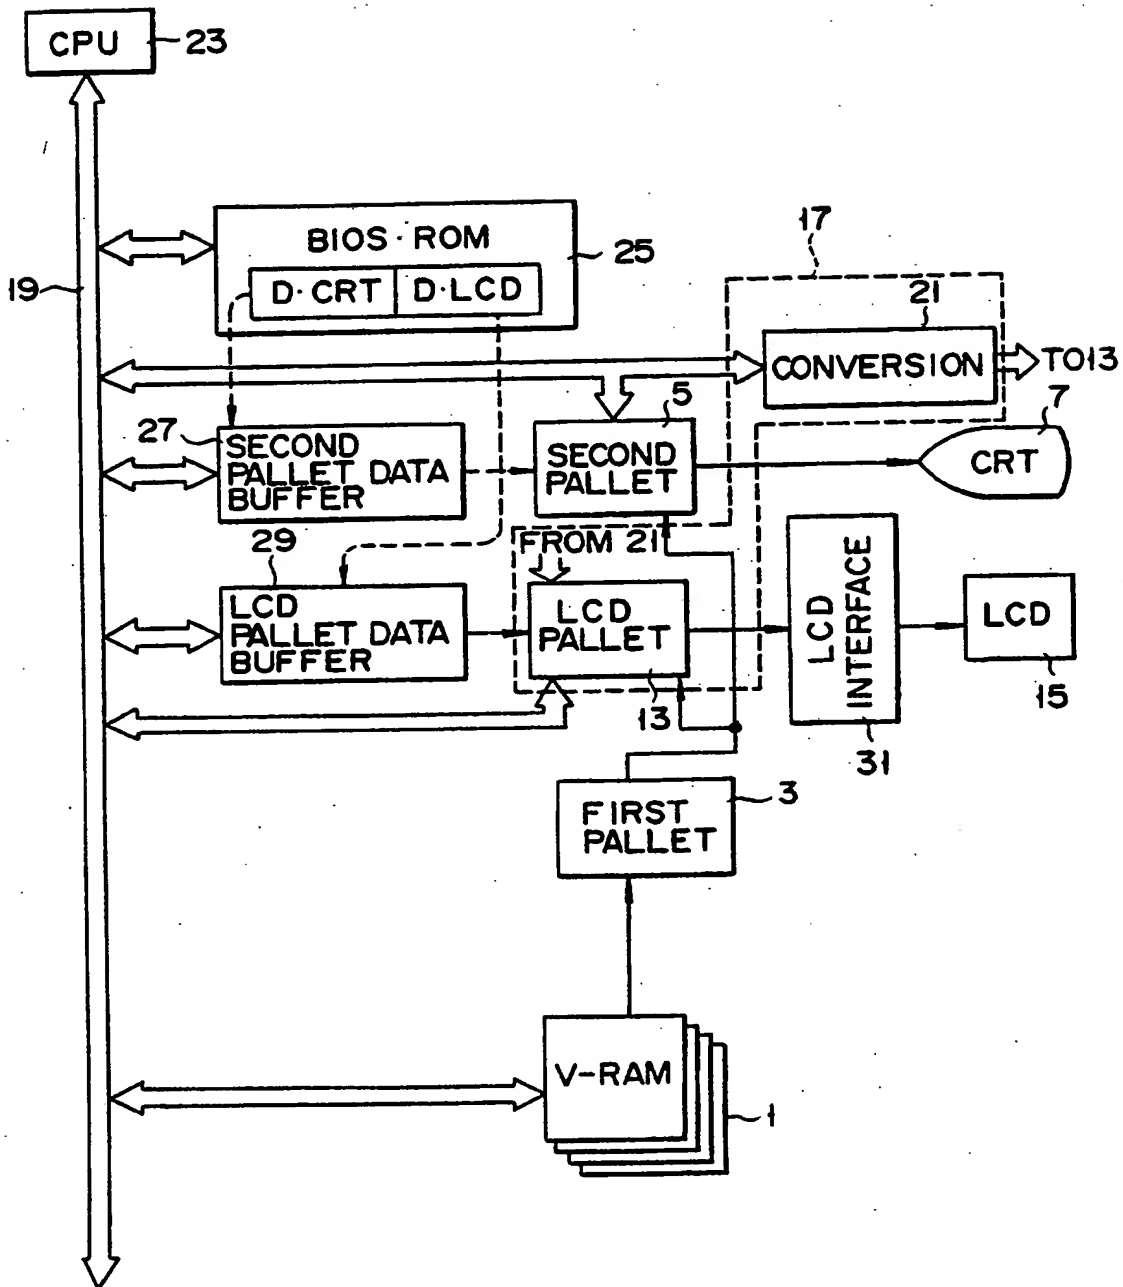 CPU
23
BIOS·ROM
D·CRT
D·LCD
25
17
21
19
CONVERSION
TO13
5
7
27
SECOND
PALLET DATA
BUFFER
SECOND
PALLET
CRT
29
FROM 21
LCD
PALLET DATA
BUFFER
LCD
PALLET
LCD
INTERFACE
LCD
13
15
31
FIRST
PALLET
3
V-RAM
1